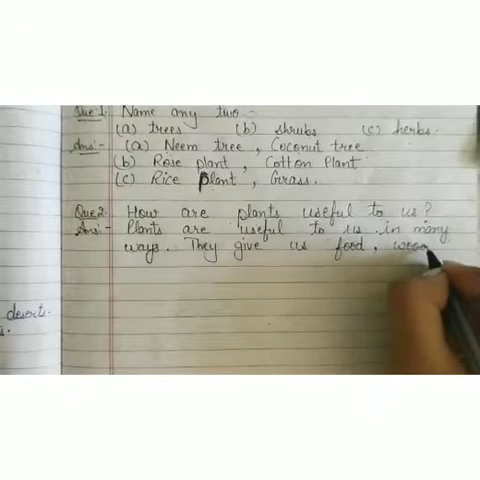 Que 1. Name any two :-
(a) trees (b) shrubs (c) herbs.
Ans:- (a) Neem tree, Coconut tree
(b) Rose plant, Cotton Plant
(c) Rice Plant, Grass.
Que 2. How are plants useful to us?
Ans:- Plants are useful to us in many
ways. They give us food, woo
deserts.
s.